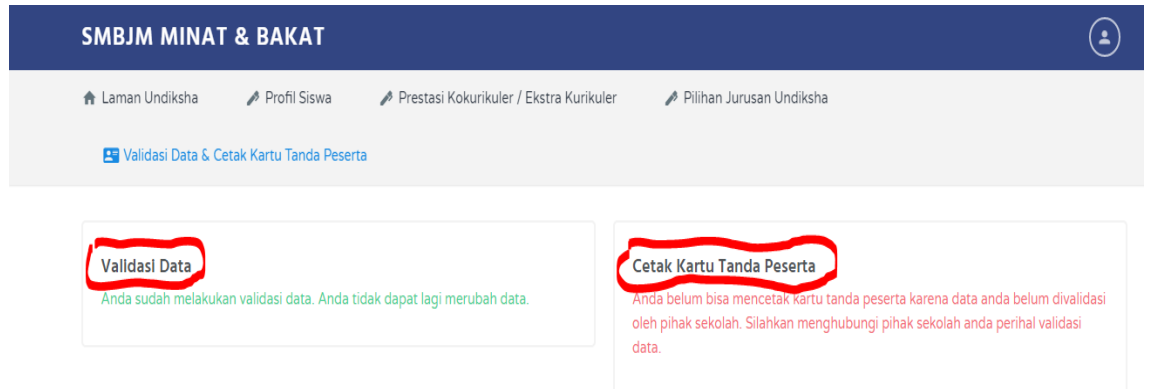 SMBJM MINAT & BAKAT
Laman Undiksha
Profil Siswa
Prestasi Kokurikuler / Ekstra Kurikuler
Pilihan Jurusan Undiksha
Validasi Data & Cetak Kartu Tanda Peserta
Validasi Data
Anda sudah melakukan validasi data. Anda tidak dapat lagi merubah data.
Cetak Kartu Tanda Peserta
Anda belum bisa mencetak kartu tanda peserta karena data anda belum divalidasi
oleh pihak sekolah. Silahkan menghubungi pihak sekolah anda perihal validasi
data.